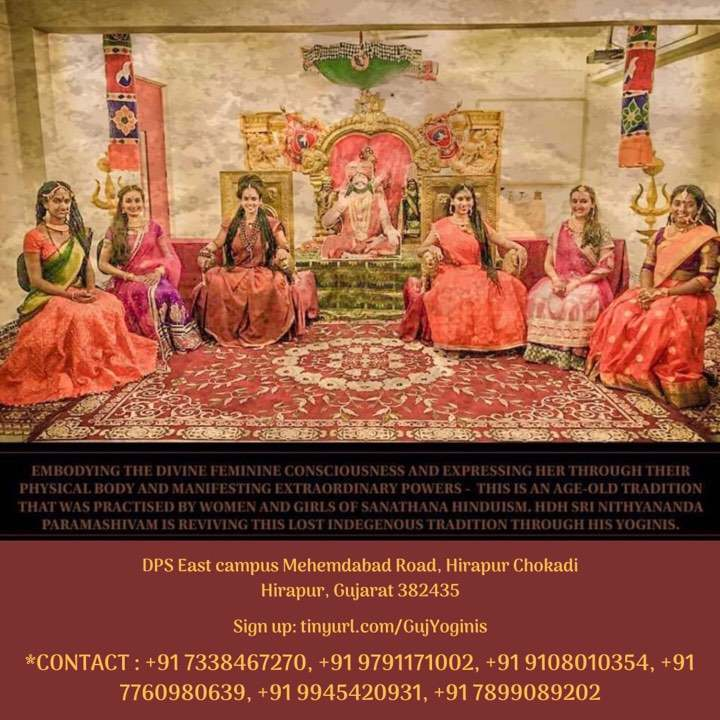 EMBODYING THE DIVINE FEMININE CONSCIOUSNESS AND EXPRESSING HER THROUGH THEIR
PHYSICAL BODY AND MANIFESTING EXTRAORDINARY POWERS - THIS IS AN AGE-OLD TRADITION
THAT WAS PRACTISED BY WOMEN AND GIRLS OF SANATHANA HINDUISM. HDH SRI NITHYANANDA
PARAMASHIVAM IS REVIVING THIS LOST INDEGENOUS TRADITION THROUGH HIS YOGINIS.
DPS East campus Mehemdabad Road, Hirapur Chokadi
Hirapur, Gujarat 382435
Sign up: tinyurl.com/GujYoginis
*CONTACT : +91 7338467270, +91 9791171002, +91 9108010354, +91
7760980639, +91 9945420931, +91 7899089202